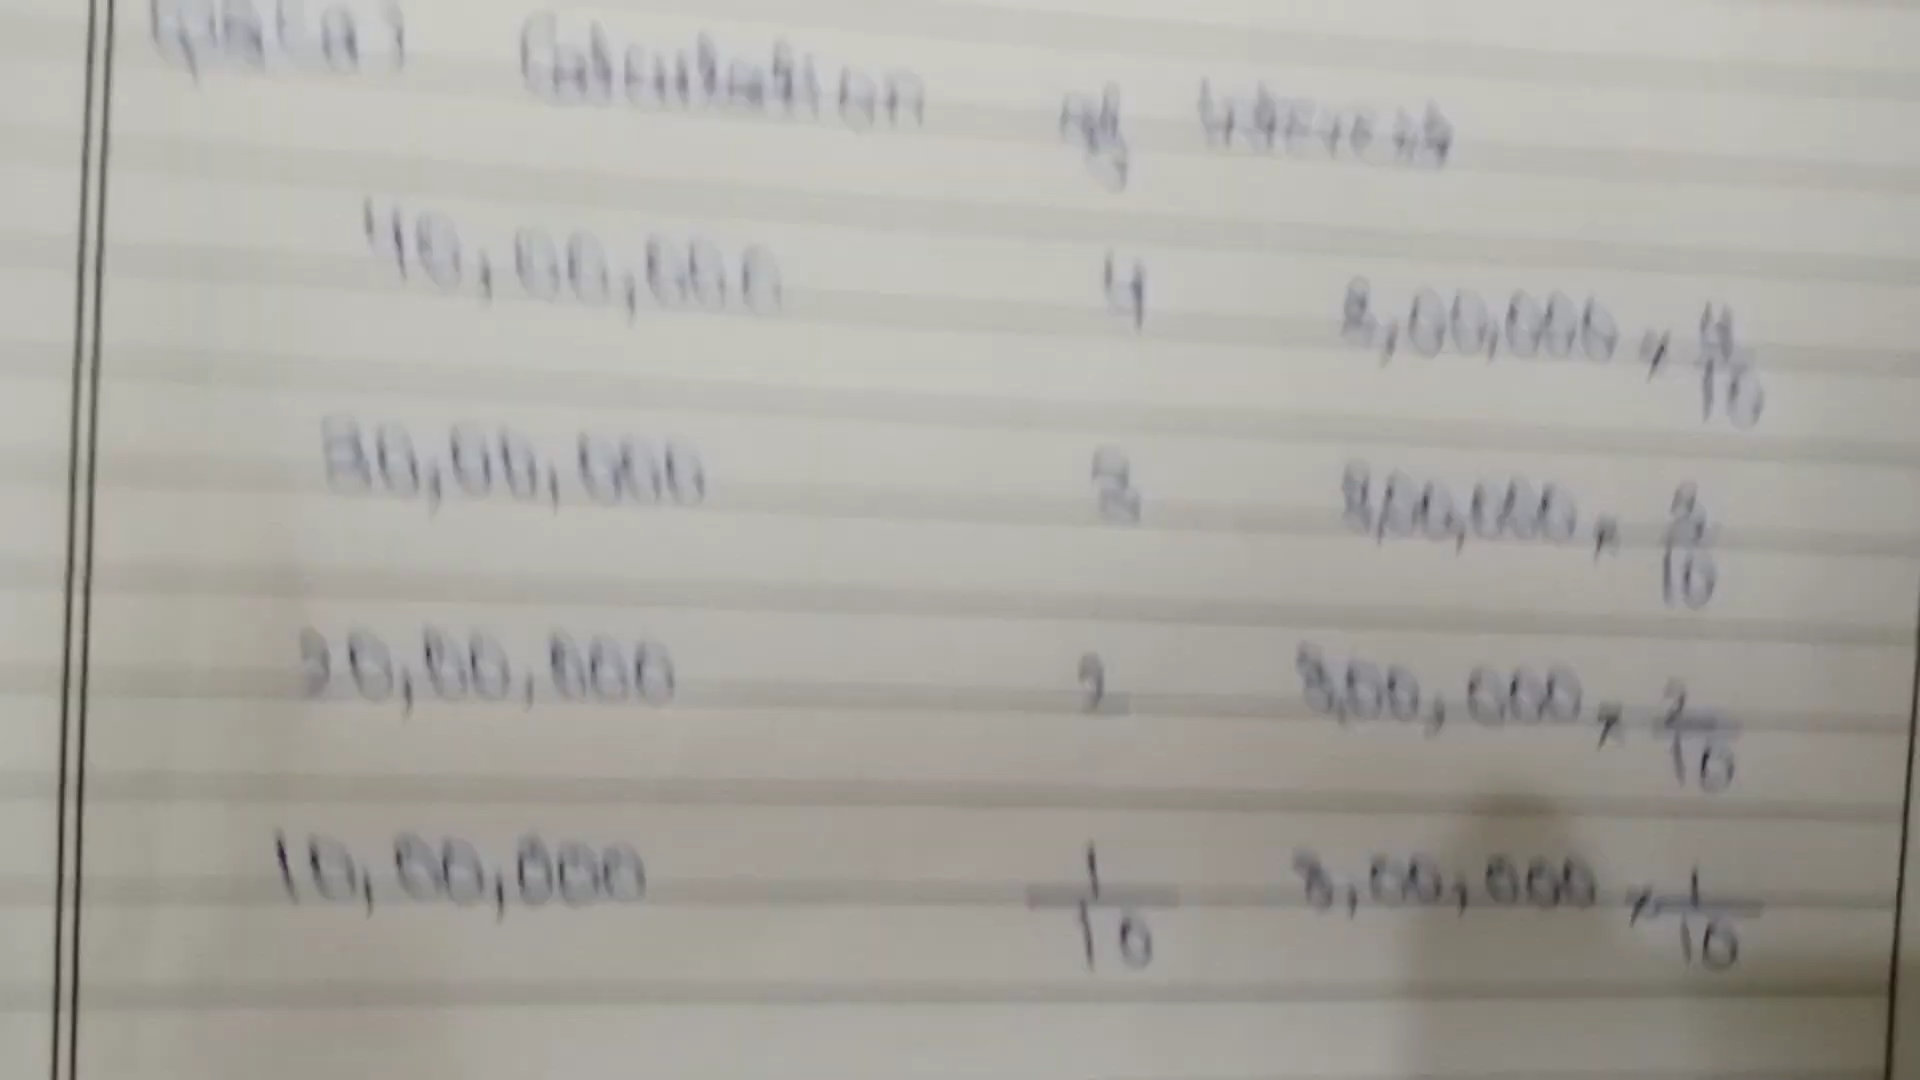 Calculation of Interest
40,00,000 4 8,00,000 × 4/10
30,00,000 3 8,00,000 × 3/10
20,00,000 2 8,00,000 × 2/10
10,00,000 1/10 8,00,000 × 1/10